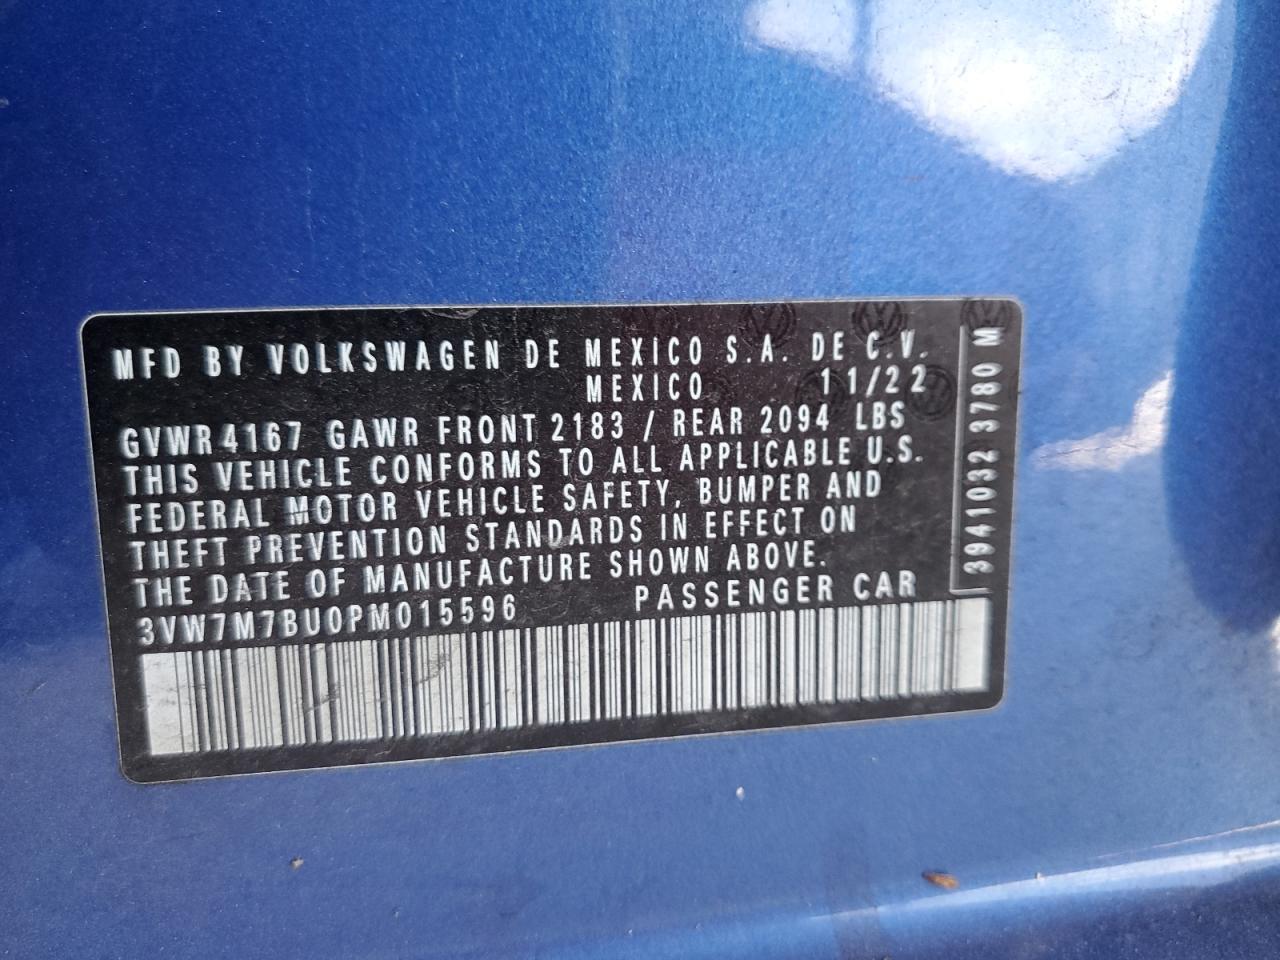 MFD BY VOLKSWAGEN DE MEXICO S.A. DE C.V.
MEXICO 11/22
GVWR 4167 GAWR FRONT 2183 / REAR 2094 LBS
THIS VEHICLE CONFORMS TO ALL APPLICABLE U.S.
FEDERAL MOTOR VEHICLE SAFETY, BUMPER AND
THEFT PREVENTION STANDARDS IN EFFECT ON
THE DATE OF MANUFACTURE SHOWN ABOVE.
3VW7M7BU0PM015596 PASSENGER CAR
3941032 3780 M